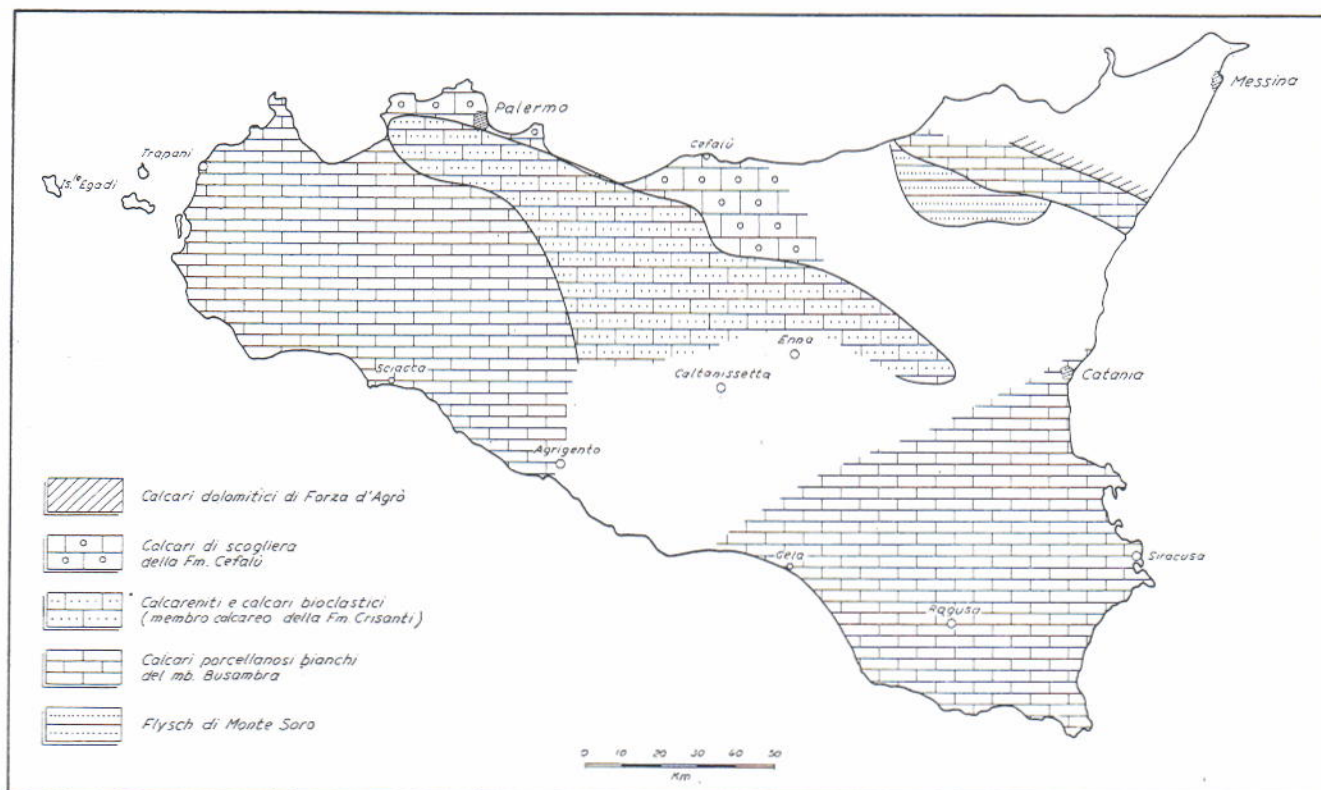 Messina
Palermo
Cefalù
Trapani
Is.le Egadi
Enna
Caltanissetta
Sciacca
Catania
Agrigento
Gela
Siracusa
Ragusa
Calcari dolomitici di Forza d'Agrò
Calcari di scogliera
della Fm. Cefalù
Calcareniti e calcari bioclastici
(membro calcareo della Fm Crisanti)
Calcari porcellanosi bianchi
del mb. Busambra
Flysch di Monte Soro
0 10 20 30 40 50
Km